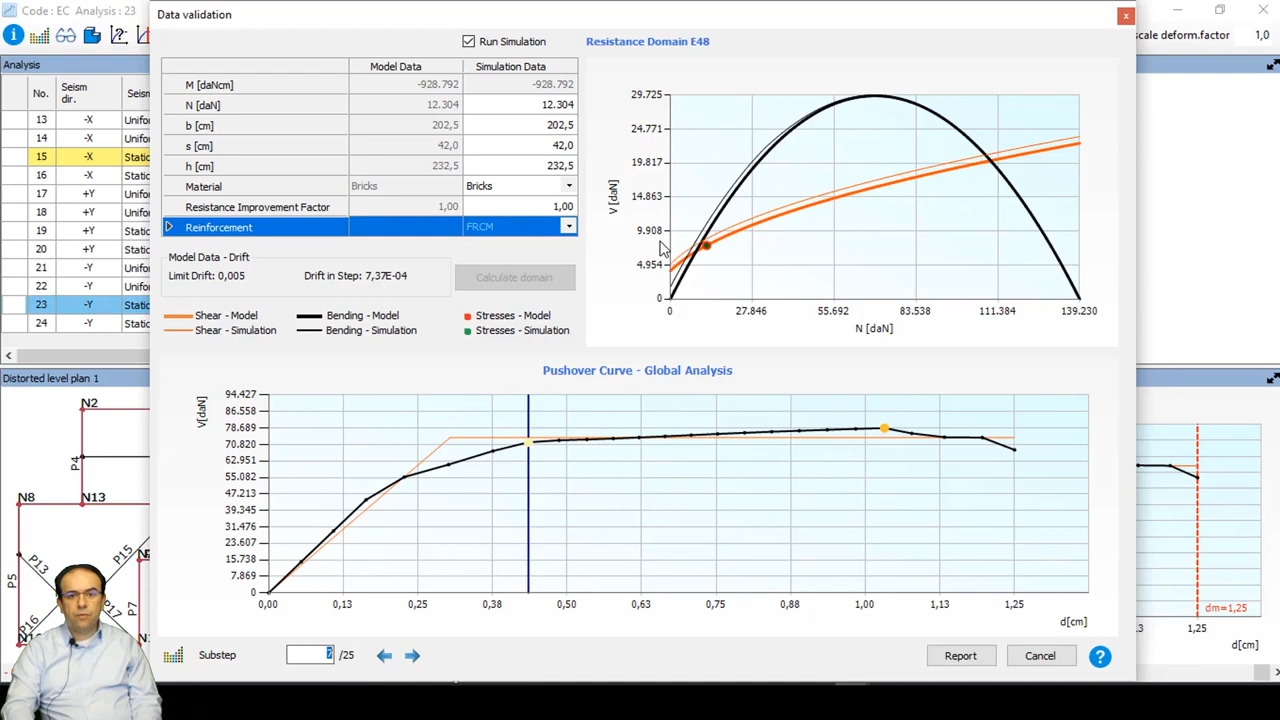 Code : EC Analysis : 23
Data validation
x
scale deform.factor 1,0
Run Simulation
Resistance Domain E48
Analysis
No. Seism dir. Seism
13 -X Unifor
14 -X Unifor
15 -X Static
16 -X Static
17 +Y Unifor
18 +Y Unifor
19 +Y Static
20 +Y Static
21 -Y Unifor
22 -Y Unifor
23 -Y Static
24 -Y Static
Model Data Simulation Data
M [daNcm] -928.792 -928.792
N [daN] 12.304 12.304
b [cm] 202,5 202,5
s [cm] 42,0 42,0
h [cm] 232,5 232,5
Material Bricks Bricks
Resistance Improvement Factor 1,00 1,00
Reinforcement FRCM
Model Data - Drift
Limit Drift: 0,005 Drift in Step: 7,37E-04
Calculate domain
Shear - Model Bending - Model Stresses - Model
Shear - Simulation Bending - Simulation Stresses - Simulation
V [daN]
29.725
24.771
19.817
14.863
9.908
4.954
0
0 27.846 55.692 83.538 111.384 139.230
N [daN]
Pushover Curve - Global Analysis
V[daN]
94.427
86.558
78.689
70.820
62.951
55.082
47.213
39.345
31.476
23.607
15.738
7.869
0
0,00 0,13 0,25 0,38 0,50 0,63 0,75 0,88 1,00 1,13 1,25
d[cm]
Distorted level plan 1
N2
P4
N8 N13
P13 P15
P5
P16 P17 P7
dm=1,25
13 1,25
d[cm]
Substep 7 /25
Report Cancel ?